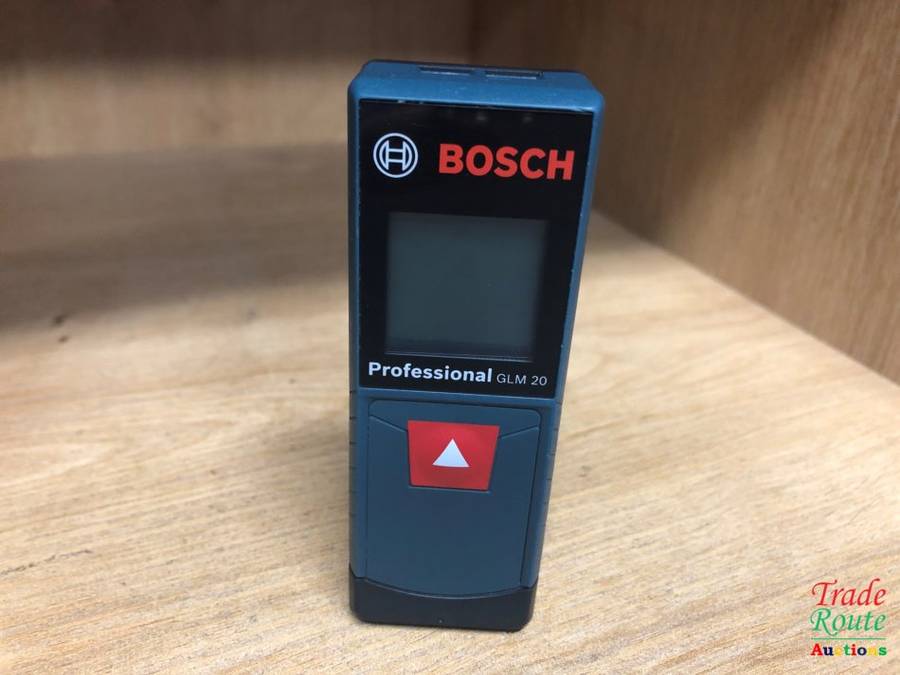 BOSCH
Professional GLM 20
Trade
Route
Auctions